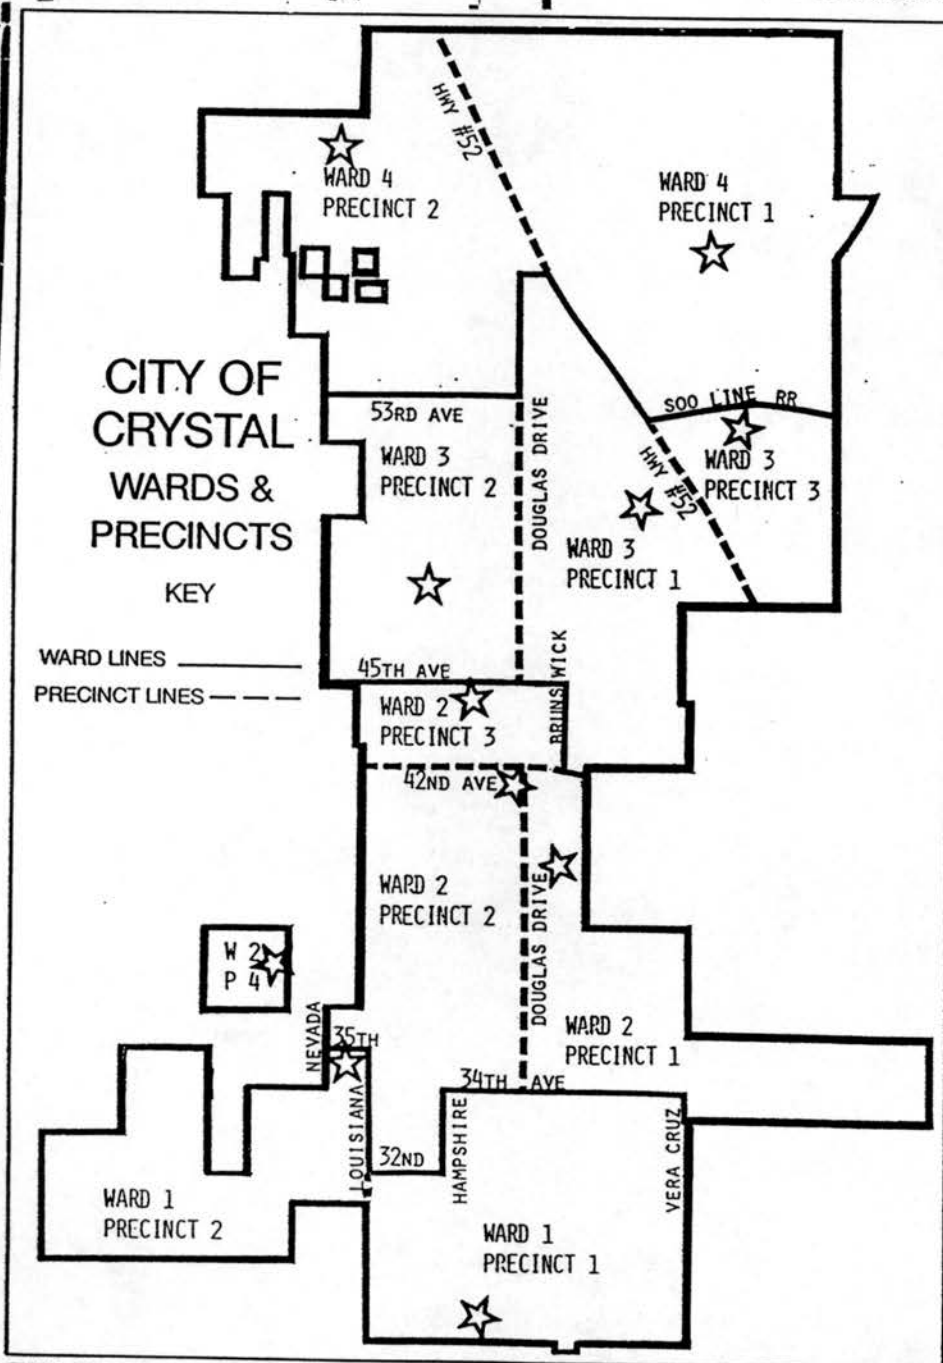 HWY #52
WARD 4
PRECINCT 2
WARD 4
PRECINCT 1
CITY OF
CRYSTAL
WARDS &
PRECINCTS
KEY
WARD LINES
PRECINCT LINES
53RD AVE
SOO LINE RR
WARD 3
PRECINCT 2
DOUGLAS DRIVE
HWY #52
WARD 3
PRECINCT 3
WARD 3
PRECINCT 1
45TH AVE
BRUNSWICK
WARD 2
PRECINCT 3
42ND AVE
WARD 2
PRECINCT 2
DOUGLAS DRIVE
W 2
P 4
NEVADA
35TH
WARD 2
PRECINCT 1
34TH AVE
LOUISIANA
HAMPSHIRE
VERA CRUZ
32ND
WARD 1
PRECINCT 2
WARD 1
PRECINCT 1